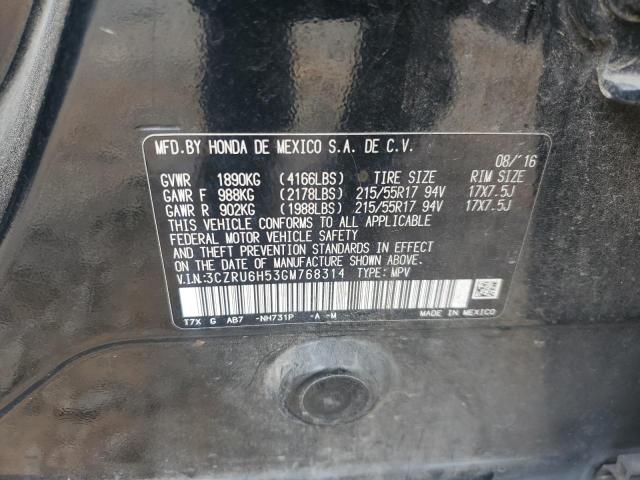 MFD. BY HONDA DE MEXICO S.A. DE C.V.
08/'16
GVWR 1890KG (4166LBS) TIRE SIZE RIM SIZE
GAWR F 988KG (2178LBS) 215/55R17 94V 17X7.5J
GAWR R 902KG (1988LBS) 215/55R17 94V 17X7.5J
THIS VEHICLE CONFORMS TO ALL APPLICABLE
FEDERAL MOTOR VEHICLE SAFETY
AND THEFT PREVENTION STANDARDS IN EFFECT
ON THE DATE OF MANUFACTURE SHOWN ABOVE.
V.I.N.:3CZRU6H53GM768314 TYPE: MPV
T7X G AB7 -NH731P -A -M MADE IN MEXICO